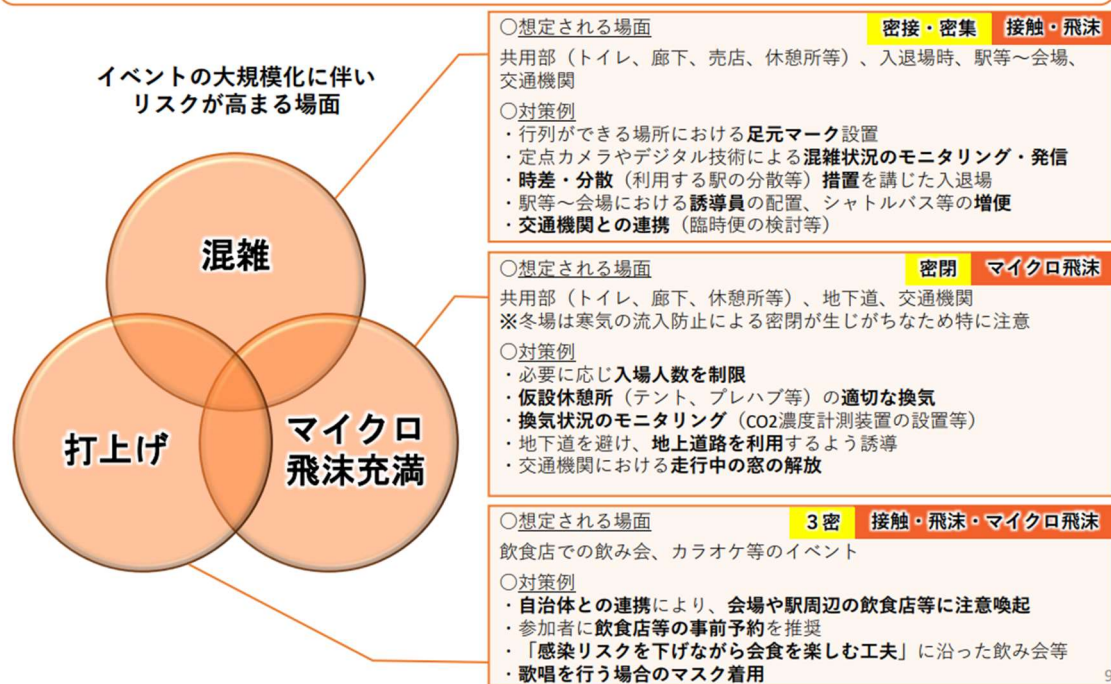 イベントの大規模化に伴い
リスクが高まる場面
混雑
打上げ
マイクロ
飛沫充満
○想定される場面
密接・密集
接触・飛沫
共用部（トイレ、廊下、売店、休憩所等）、入退場時、駅等～会場、
交通機関
○対策例
・行列ができる場所における足元マーク設置
・定点カメラやデジタル技術による混雑状況のモニタリング・発信
・時差・分散（利用する駅の分散等）措置を講じた入退場
・駅等～会場における誘導員の配置、シャトルバス等の増便
・交通機関との連携（臨時便の検討等）
○想定される場面
密閉
マイクロ飛沫
共用部（トイレ、廊下、休憩所等）、地下道、交通機関
※冬場は寒気の流入防止による密閉が生じがちなため特に注意
○対策例
・必要に応じ入場人数を制限
・仮設休憩所（テント、プレハブ等）の適切な換気
・換気状況のモニタリング（CO2濃度計測装置の設置等）
・地下道を避け、地上道路を利用するよう誘導
・交通機関における走行中の窓の解放
○想定される場面
３密
接触・飛沫・マイクロ飛沫
飲食店での飲み会、カラオケ等のイベント
○対策例
・自治体との連携により、会場や駅周辺の飲食店等に注意喚起
・参加者に飲食店等の事前予約を推奨
・「感染リスクを下げながら会食を楽しむ工夫」に沿った飲み会等
・歌唱を行う場合のマスク着用
9